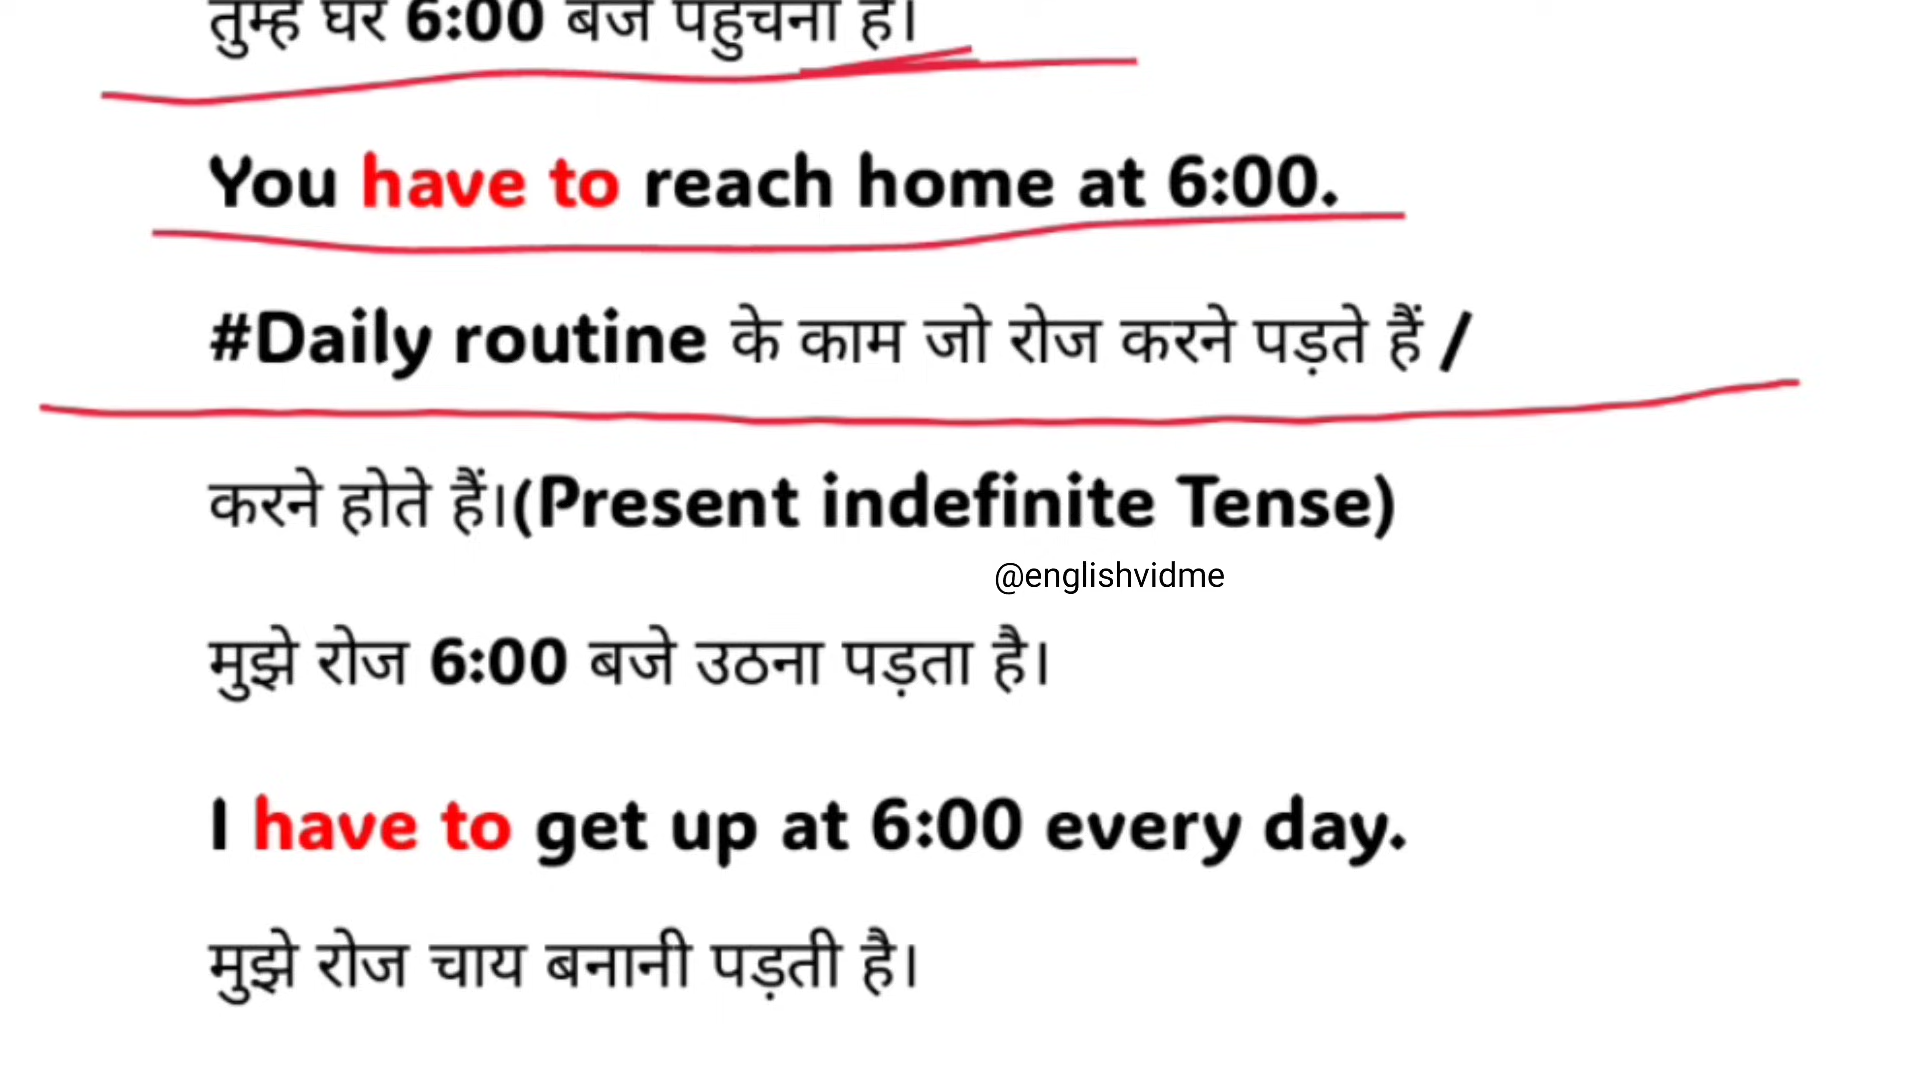 तुम्हे घर 6:00 बजे पहुचना है।
You have to reach home at 6:00.
#Daily routine के काम जो रोज करने पड़ते हैं /
करने होते हैं।(Present indefinite Tense)
@englishvidme
मुझे रोज 6:00 बजे उठना पड़ता है।
I have to get up at 6:00 every day.
मुझे रोज चाय बनानी पड़ती है।